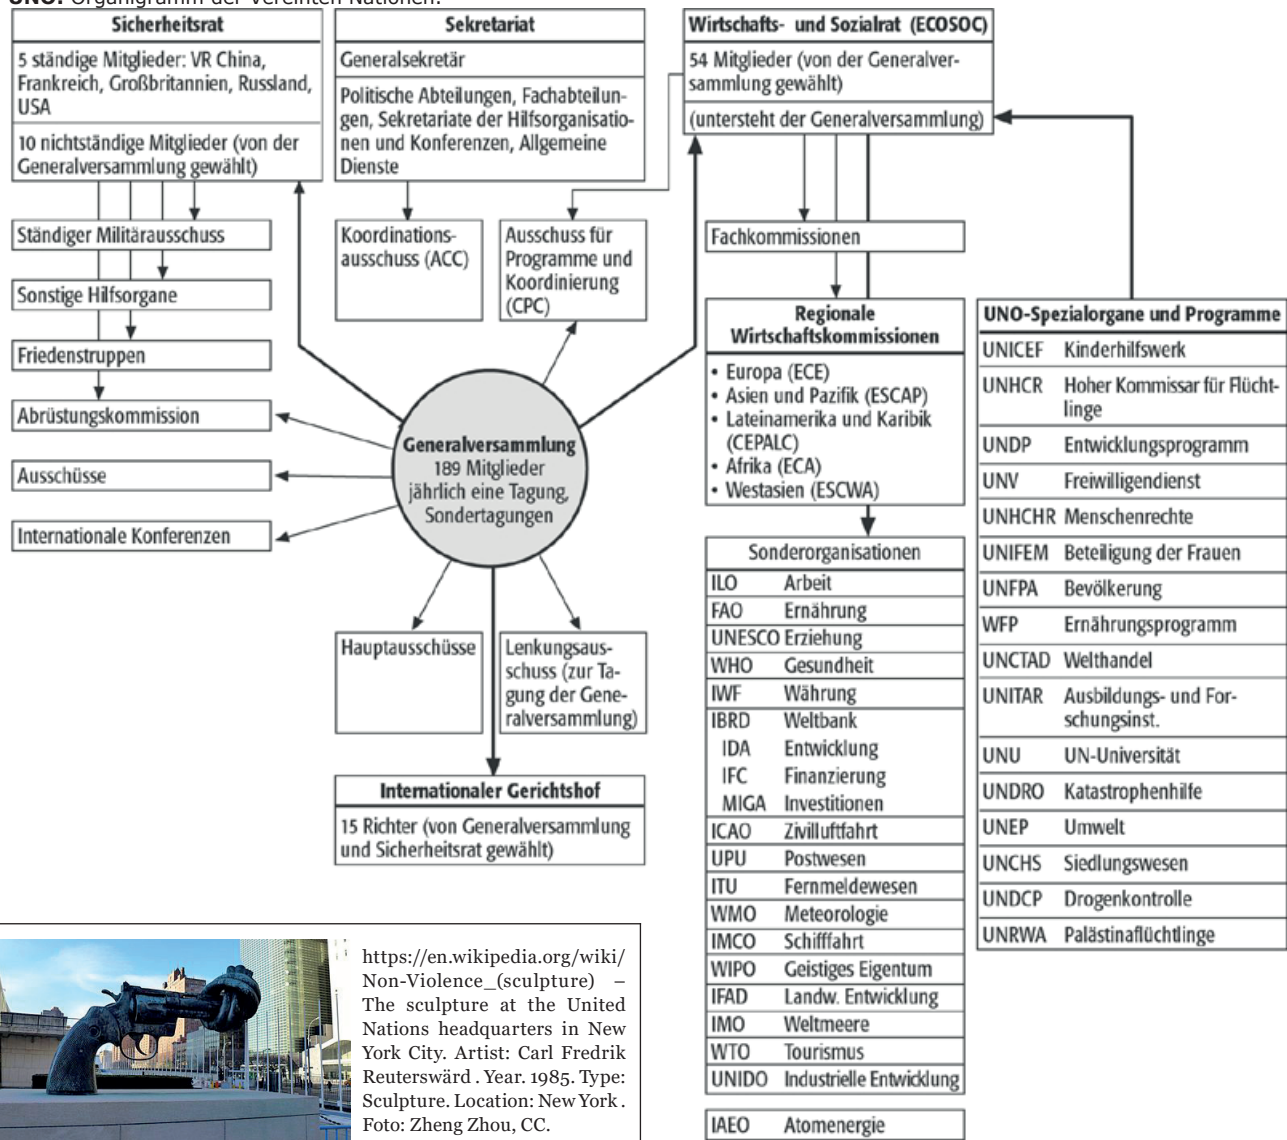 UNO: Organigramm der Vereinten Nationen.
Sicherheitsrat
5 ständige Mitglieder: VR China,
Frankreich, Großbritannien, Russland,
USA
10 nichtständige Mitglieder (von der
Generalversammlung gewählt)
Ständiger Militärausschuss
Sonstige Hilfsorgane
Friedenstruppen
Abrüstungskommission
Ausschüsse
Internationale Konferenzen
Sekretariat
Generalsekretär
Politische Abteilungen, Fachabteilun-
gen, Sekretariate der Hilfsorganisatio-
nen und Konferenzen, Allgemeine
Dienste
Koordinations-
ausschuss (ACC)
Ausschuss für
Programme und
Koordinierung
(CPC)
Generalversammlung
189 Mitglieder
jährlich eine Tagung,
Sondertagungen
Hauptausschüsse
Lenkungsaus-
schuss (zur Ta-
gung der Gene-
ralversammlung)
Internationaler Gerichtshof
15 Richter (von Generalversammlung
und Sicherheitsrat gewählt)
Wirtschafts- und Sozialrat (ECOSOC)
54 Mitglieder (von der Generalver-
sammlung gewählt)
(untersteht der Generalversammlung)
Fachkommissionen
Regionale
Wirtschaftskommissionen
• Europa (ECE)
• Asien und Pazifik (ESCAP)
• Lateinamerika und Karibik
(CEPALC)
• Afrika (ECA)
• Westasien (ESCWA)
Sonderorganisationen
ILO Arbeit
FAO Ernährung
UNESCO Erziehung
WHO Gesundheit
IWF Währung
IBRD Weltbank
IDA Entwicklung
IFC Finanzierung
MIGA Investitionen
ICAO Zivilluftfahrt
UPU Postwesen
ITU Fernmeldewesen
WMO Meteorologie
IMCO Schifffahrt
WIPO Geistiges Eigentum
IFAD Landw. Entwicklung
IMO Weltmeere
WTO Tourismus
UNIDO Industrielle Entwicklung
IAEO Atomenergie
UNO-Spezialorgane und Programme
UNICEF Kinderhilfswerk
UNHCR Hoher Kommissar für Flücht-
linge
UNDP Entwicklungsprogramm
UNV Freiwilligendienst
UNHCHR Menschenrechte
UNIFEM Beteiligung der Frauen
UNFPA Bevölkerung
WFP Ernährungsprogramm
UNCTAD Welthandel
UNITAR Ausbildungs- und For-
schungsinst.
UNU UN-Universität
UNDRO Katastrophenhilfe
UNEP Umwelt
UNCHS Siedlungswesen
UNDCP Drogenkontrolle
UNRWA Palästinaflüchtlinge
https://en.wikipedia.org/wiki/
Non-Violence_(sculpture) –
The sculpture at the United
Nations headquarters in New
York City. Artist: Carl Fredrik
Reuterswärd . Year. 1985. Type:
Sculpture. Location: New York .
Foto: Zheng Zhou, CC.